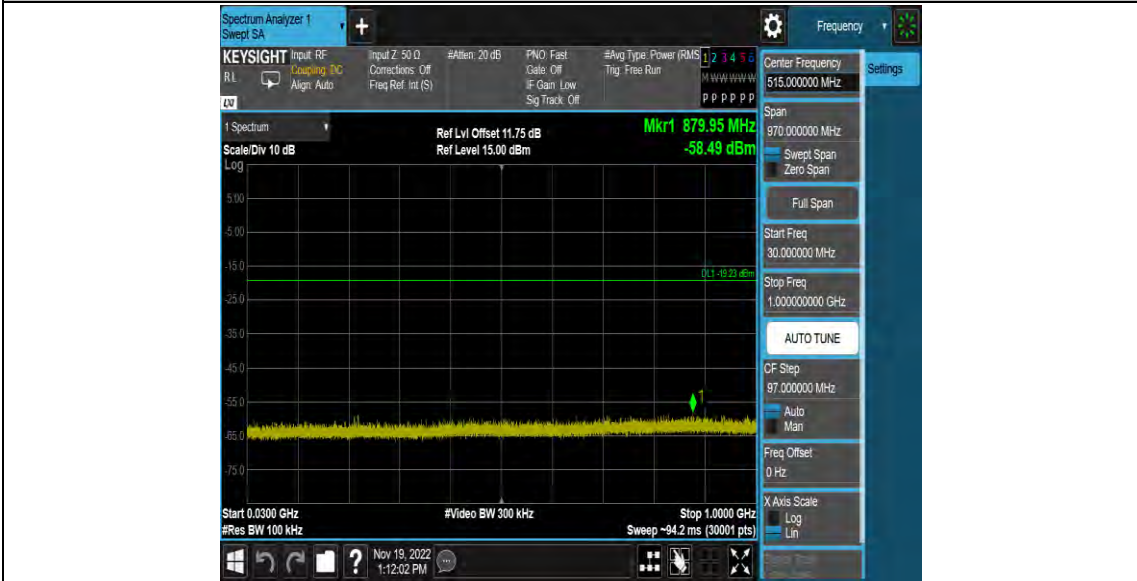 Spectrum Analyzer 1
Swept SA
+
Frequency
KEYSIGHT
RL
LXI
Input: RF
Coupling: DC
Align: Auto
Input Z: 50 Ω
Corrections: Off
Freq Ref: Int (S)
#Atten: 20 dB
PNO: Fast
Gate: Off
IF Gain: Low
Sig Track: Off
#Avg Type: Power (RMS
Trig: Free Run
1 2 3 4 5 6
M W W W W W
P P P P P P
Center Frequency
515.000000 MHz
Settings
1 Spectrum
Scale/Div 10 dB
Log
Ref Lvl Offset 11.75 dB
Ref Level 15.00 dBm
Mkr1 879.95 MHz
-58.49 dBm
5.00
-5.00
-15.0
DL1 -19.23 dBm
-25.0
-35.0
-45.0
-55.0
1
-65.0
-75.0
Start 0.0300 GHz
#Res BW 100 kHz
#Video BW 300 kHz
Stop 1.0000 GHz
Sweep ~94.2 ms (30001 pts)
Span
970.000000 MHz
Swept Span
Zero Span
Full Span
Start Freq
30.000000 MHz
Stop Freq
1.000000000 GHz
AUTO TUNE
CF Step
97.000000 MHz
Auto
Man
Freq Offset
0 Hz
X Axis Scale
Log
Lin
?
Nov 19, 2022
1:12:02 PM